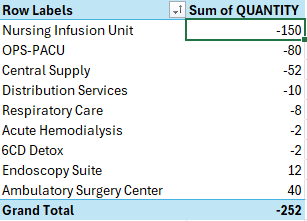 Row Labels Sum of QUANTITY
Nursing Infusion Unit -150
OPS-PACU -80
Central Supply -52
Distribution Services -10
Respiratory Care -8
Acute Hemodialysis -2
6CD Detox -2
Endoscopy Suite 12
Ambulatory Surgery Center 40
Grand Total -252